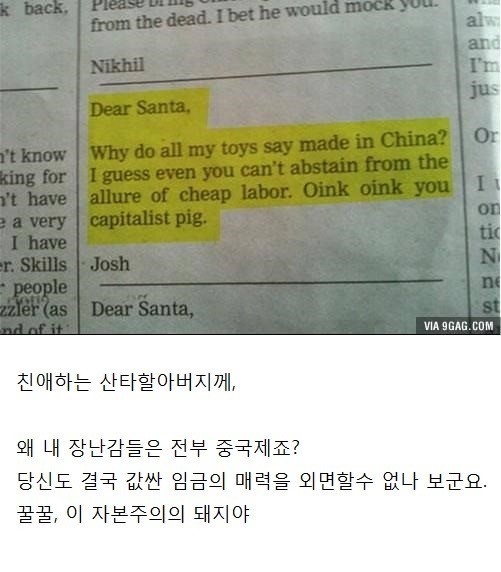 k back,
n't know
king for
n't have
e a very
I have
er. Skills
people
zzler (as
nd of it
from the dead. I bet he would mock you.
Nikhil
Dear Santa,
Why do all my toys say made in China?
I guess even you can't abstain from the
allure of cheap labor. Oink oink you
capitalist pig.
Josh
Dear Santa,
alw
and
I'm
jus
Or
I
on
tic
N
ne
st
VIA 9GAG.COM
친애하는 산타할아버지께,
왜 내 장난감들은 전부 중국제죠?
당신도 결국 값싼 임금의 매력을 외면할수 없나 보군요.
꿀꿀, 이 자본주의의 돼지야